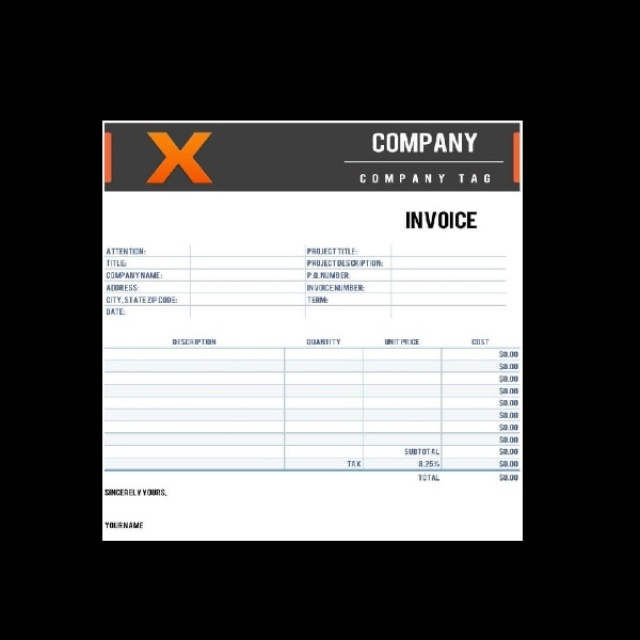 X
COMPANY
COMPANY TAG
INVOICE
ATTENTION: PROJECT TITLE:
TITLE: PROJECT DESCRIPTION:
COMPANY NAME: P.O. NUMBER:
ADDRESS: INVOICE NUMBER:
CITY, STATE ZIP CODE: TERM:
DATE:
DESCRIPTION QUANTITY UNIT PRICE COST
$0.00
$0.00
$0.00
$0.00
$0.00
$0.00
$0.00
$0.00
SUBTOTAL $0.00
TAX 8.25% $0.00
TOTAL $0.00
SINCERELY YOURS,
YOUR NAME